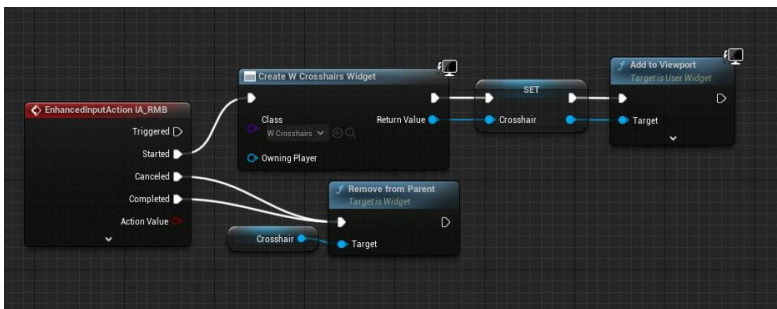 EnhancedInputAction IA_RMB
Triggered
Started
Canceled
Completed
Action Value
Create W Crosshairs Widget
Class
W Crosshairs
Return Value
Owning Player
SET
Crosshair
Add to Viewport
Target is User Widget
Target
Remove from Parent
Target is Widget
Target
Crosshair